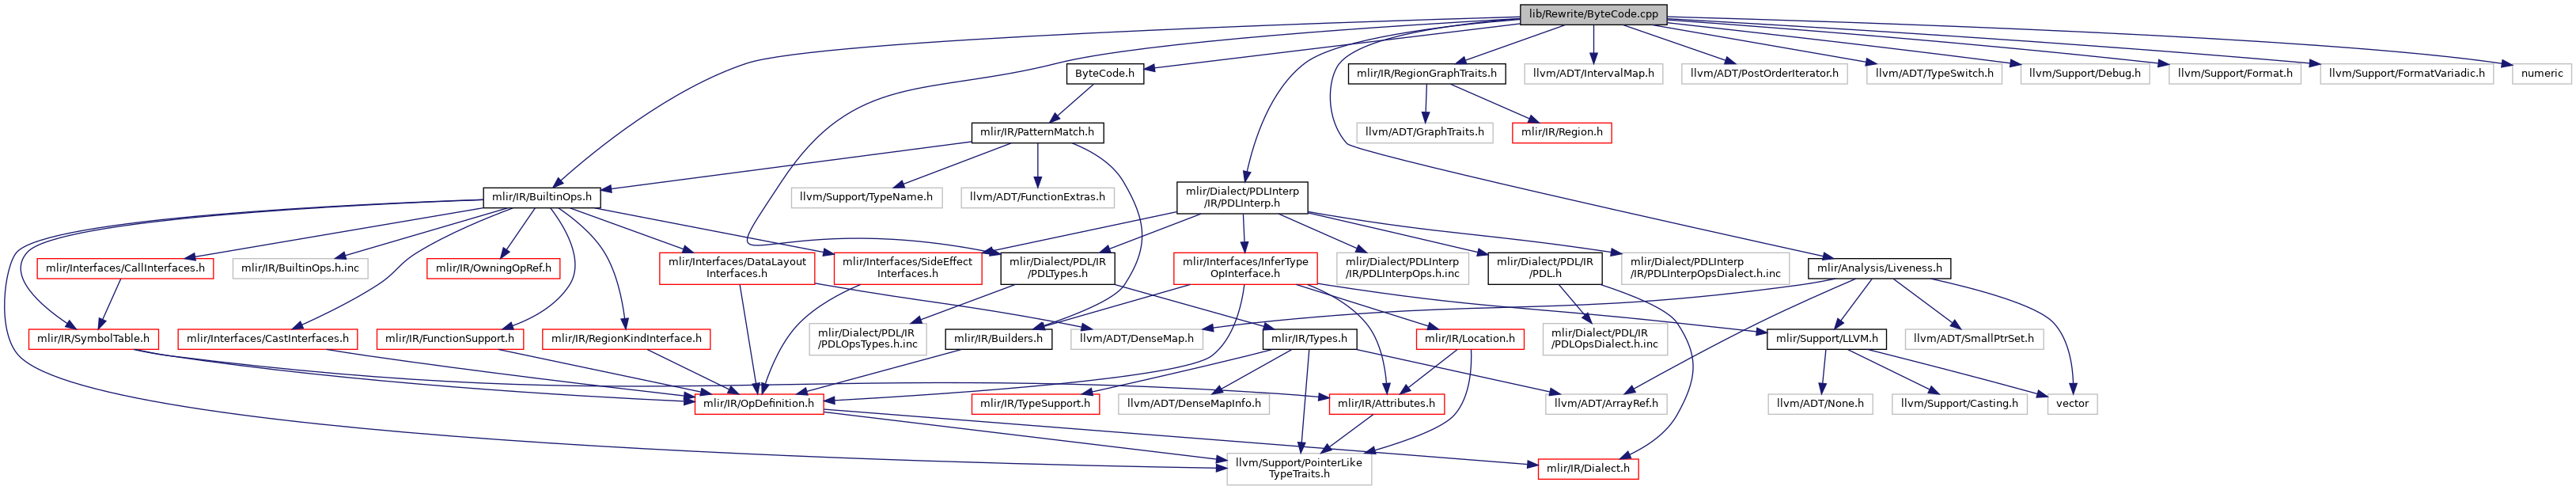 lib/Rewrite/ByteCode.cpp
ByteCode.h
mlir/IR/RegionGraphTraits.h
llvm/ADT/IntervalMap.h
llvm/ADT/PostOrderIterator.h
llvm/ADT/TypeSwitch.h
llvm/Support/Debug.h
llvm/Support/Format.h
llvm/Support/FormatVariadic.h
numeric
mlir/IR/PatternMatch.h
llvm/ADT/GraphTraits.h
mlir/IR/Region.h
mlir/IR/BuiltinOps.h
llvm/Support/TypeName.h
llvm/ADT/FunctionExtras.h
mlir/Dialect/PDLInterp
/IR/PDLInterp.h
mlir/Interfaces/CallInterfaces.h
mlir/IR/BuiltinOps.h.inc
mlir/IR/OwningOpRef.h
mlir/Interfaces/DataLayout
Interfaces.h
mlir/Interfaces/SideEffect
Interfaces.h
mlir/Dialect/PDL/IR
/PDLTypes.h
mlir/Interfaces/InferType
OpInterface.h
mlir/Dialect/PDLInterp
/IR/PDLInterpOps.h.inc
mlir/Dialect/PDL/IR
/PDL.h
mlir/Dialect/PDLInterp
/IR/PDLInterpOpsDialect.h.inc
mlir/Analysis/Liveness.h
mlir/IR/SymbolTable.h
mlir/Interfaces/CastInterfaces.h
mlir/IR/FunctionSupport.h
mlir/IR/RegionKindInterface.h
mlir/Dialect/PDL/IR
/PDLOpsTypes.h.inc
mlir/IR/Builders.h
llvm/ADT/DenseMap.h
mlir/IR/Types.h
mlir/IR/Location.h
mlir/Dialect/PDL/IR
/PDLOpsDialect.h.inc
mlir/Support/LLVM.h
llvm/ADT/SmallPtrSet.h
mlir/IR/OpDefinition.h
mlir/IR/TypeSupport.h
llvm/ADT/DenseMapInfo.h
mlir/IR/Attributes.h
llvm/ADT/ArrayRef.h
llvm/ADT/None.h
llvm/Support/Casting.h
vector
llvm/Support/PointerLike
TypeTraits.h
mlir/IR/Dialect.h